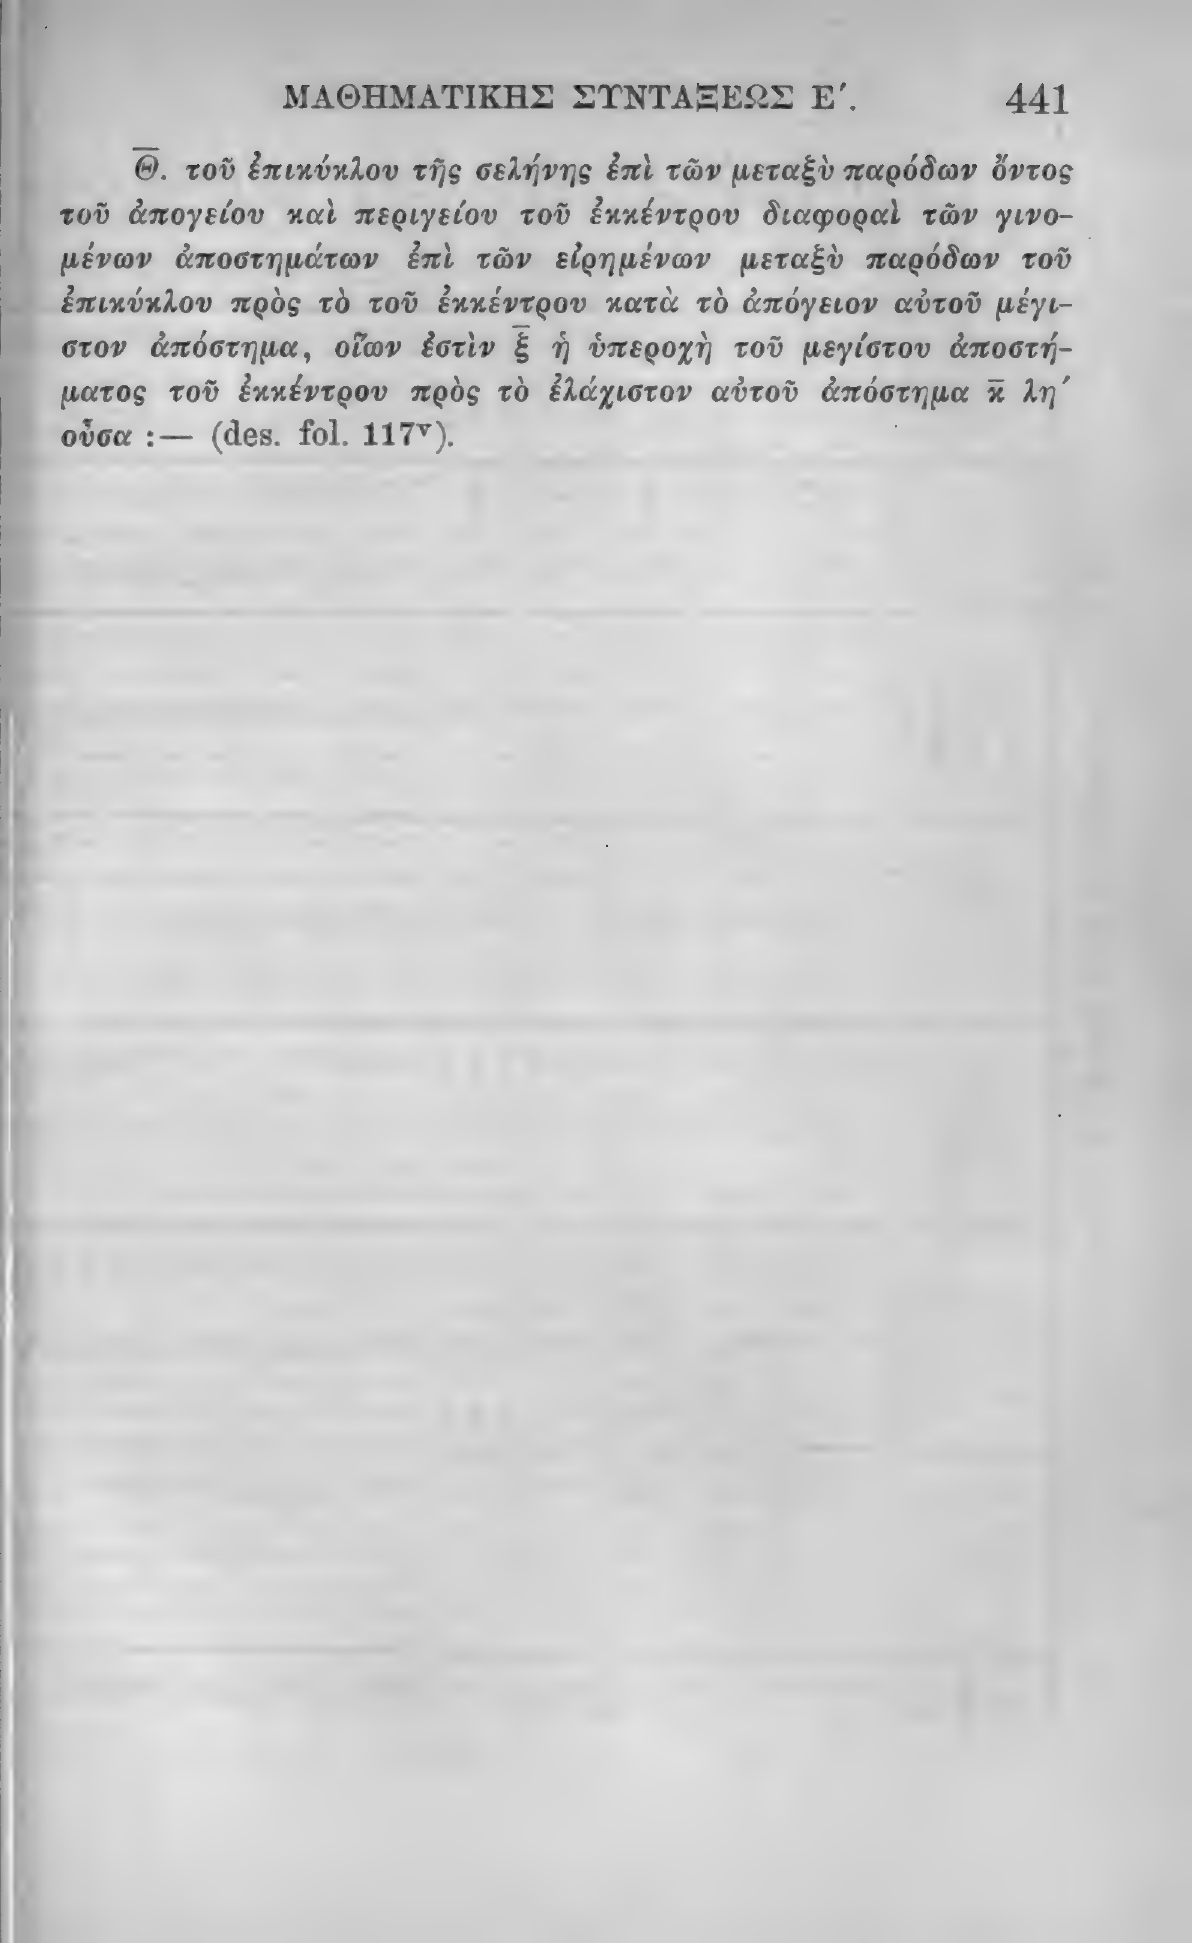 ΜΑΘΗΜΑΤΙΚΗΣ ΣΥΝΤΑΞΕΩΣ Ε′. 441
Θ̅. τοῦ ἐπικύκλου τῆς σελήνης ἐπὶ τῶν μεταξὺ παρόδων ὄντος
τοῦ ἀπογείου καὶ περιγείου τοῦ ἐκκέντρου διαφοραὶ τῶν γινο-
μένων ἀποστημάτων ἐπὶ τῶν εἰρημένων μεταξὺ παρόδων τοῦ
ἐπικύκλου πρὸς τὸ τοῦ ἐκκέντρου κατὰ τὸ ἀπόγειον αὐτοῦ μέγι-
στον ἀπόστημα, οἵων ἐστὶν ξ̅ ἡ ὑπεροχὴ τοῦ μεγίστου ἀποστή-
ματος τοῦ ἐκκέντρου πρὸς τὸ ἐλάχιστον αὐτοῦ ἀπόστημα κ̅ λη′
οὖσα :— (des. fol. 117ᵛ).